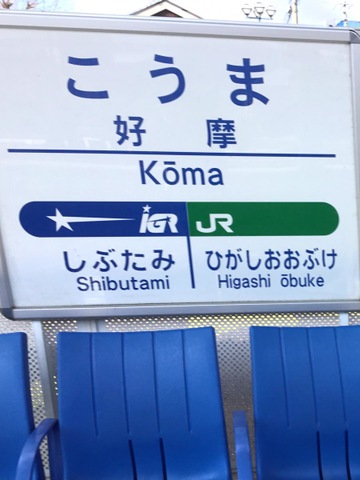 こうま
好摩
Kōma
IGR JR
しぶたみ ひがしおおぶけ
Shibutami Higashi ōbuke